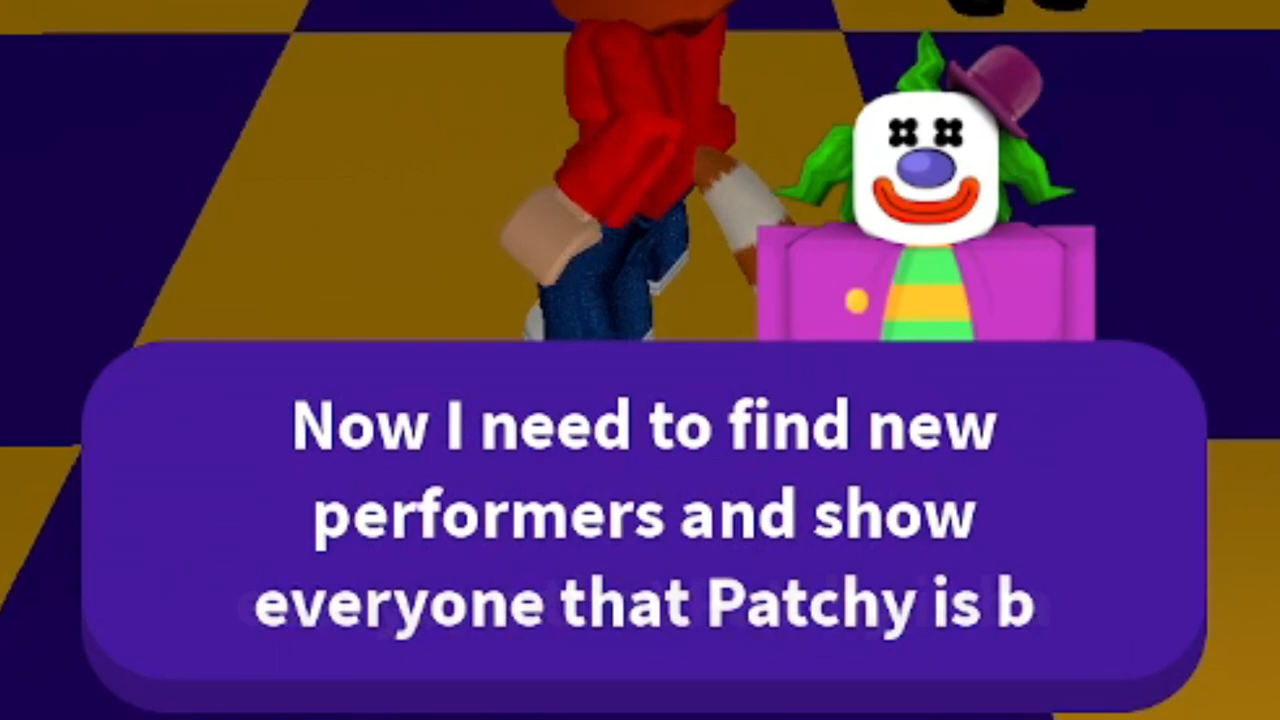 Now I need to find new
performers and show
everyone that Patchy is b